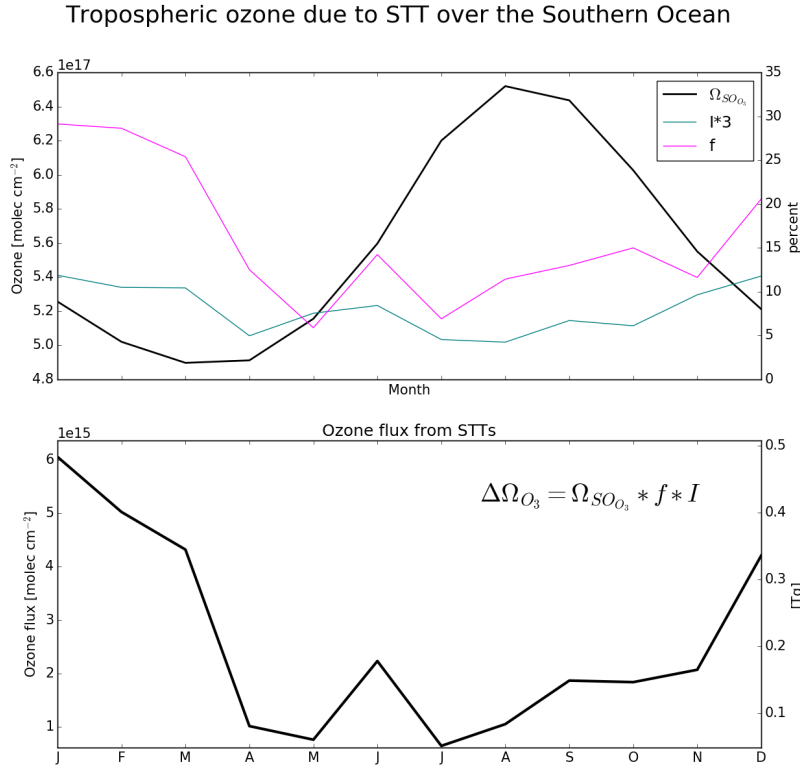 Tropospheric ozone due to STT over the Southern Ocean
1e17
6.6
6.4
6.2
6.0
5.8
5.6
5.4
5.2
5.0
4.8
Ozone [molec cm⁻²]
Ω_{SO_{O_3}}
I*3
f
35
30
25
20
15
10
5
0
percent
Month
Ozone flux from STTs
1e15
6
5
4
3
2
1
Ozone flux [molec cm⁻²]
ΔΩ_{O_3} = Ω_{SO_{O_3}} ∗ f ∗ I
0.5
0.4
0.3
0.2
0.1
[Tg]
J F M A M J J A S O N D